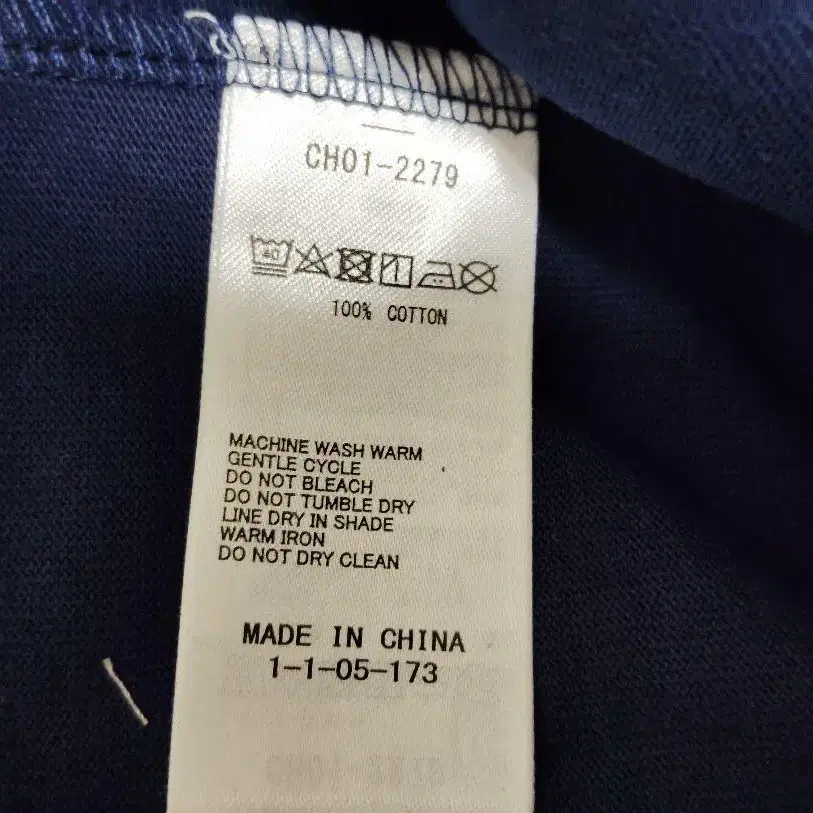 CH01-2279
40
100% COTTON
MACHINE WASH WARM
GENTLE CYCLE
DO NOT BLEACH
DO NOT TUMBLE DRY
LINE DRY IN SHADE
WARM IRON
DO NOT DRY CLEAN
MADE IN CHINA
1-1-05-173